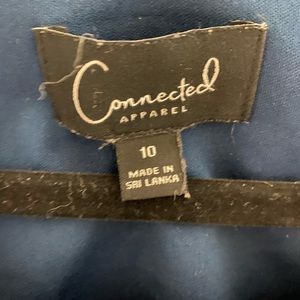 Connected
APPAREL
10
MADE IN
SRI LANKA